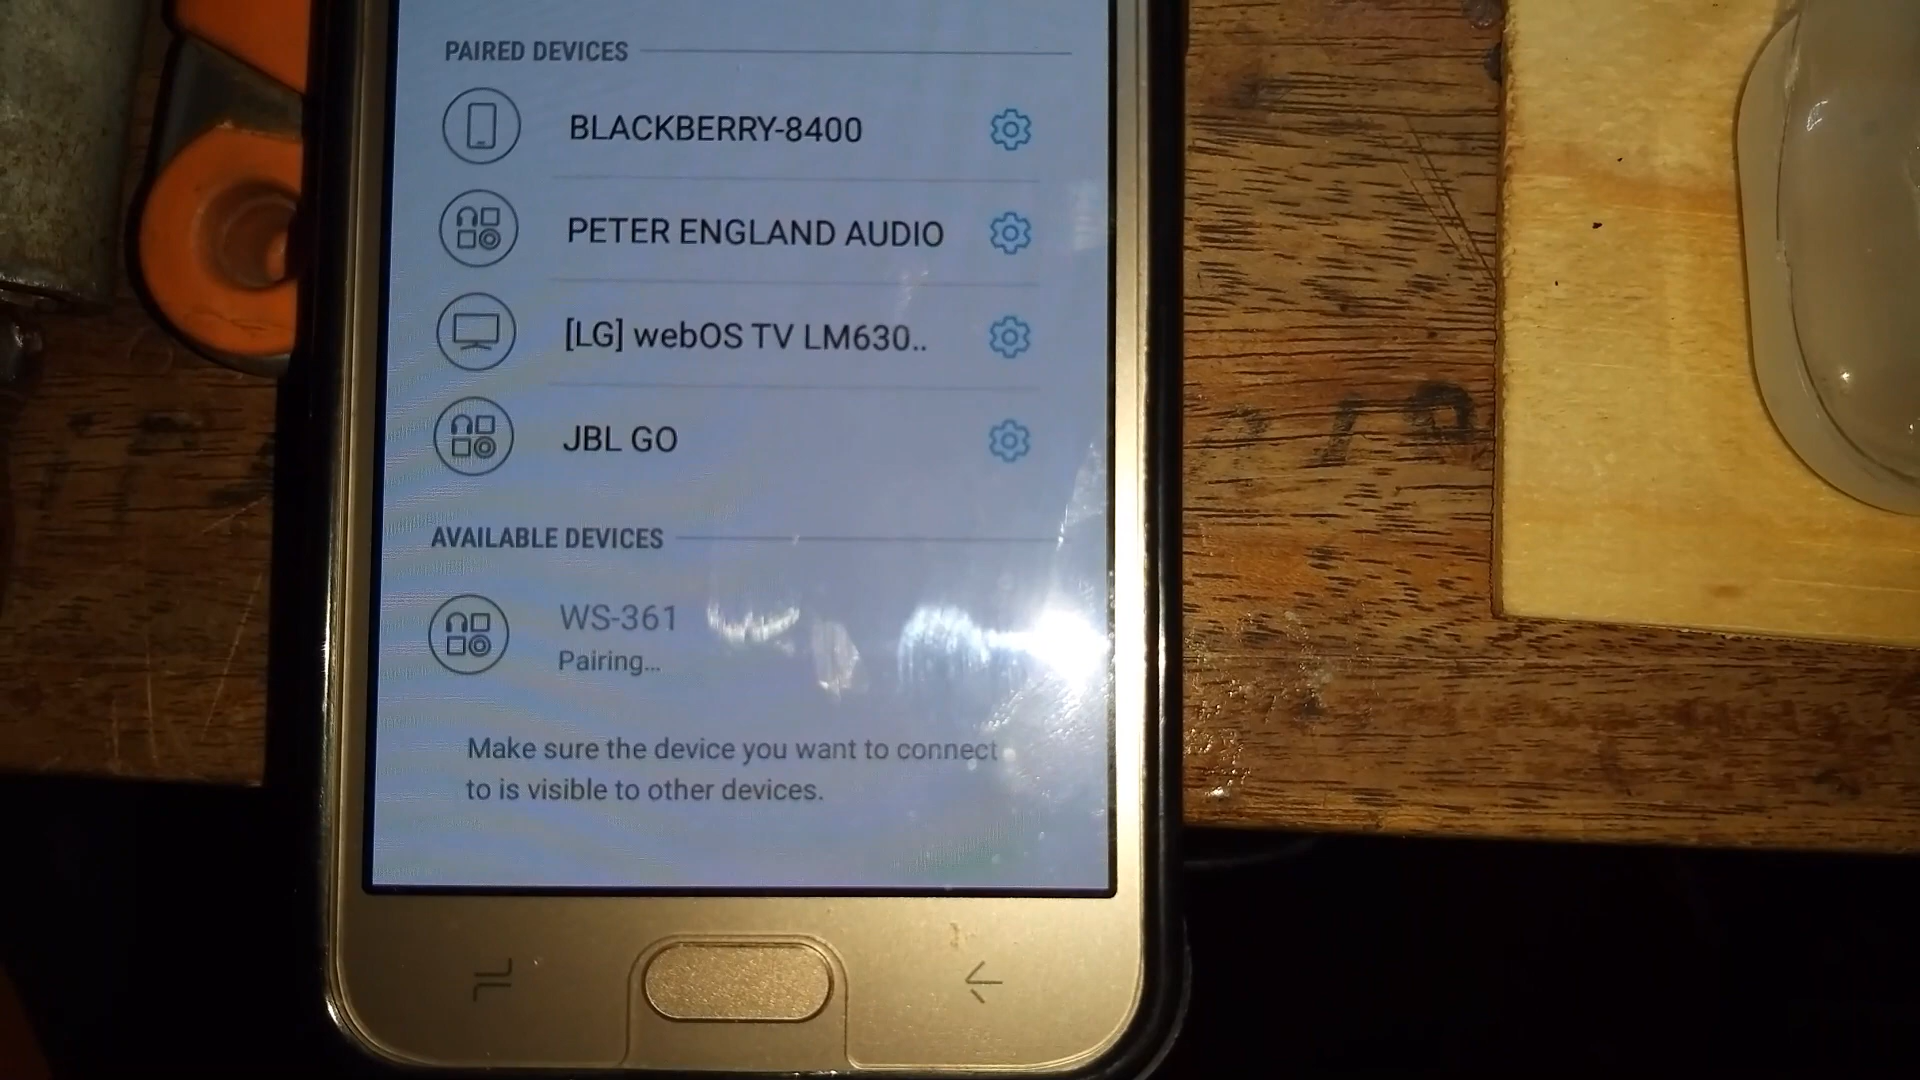 PAIRED DEVICES
BLACKBERRY-8400
PETER ENGLAND AUDIO
[LG] webOS TV LM630..
JBL GO
AVAILABLE DEVICES
WS-361
Pairing...
Make sure the device you want to connect
to is visible to other devices.